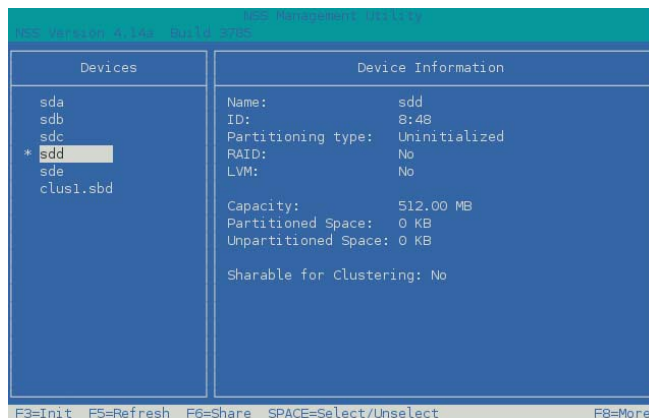 NSS Management Utility
NSS Version 4.14a Build 3785
Devices
sda
sdb
sdc
* sdd
sde
clus1.sbd
Device Information
Name: sdd
ID: 8:48
Partitioning type: Uninitialized
RAID: No
LVM: No
Capacity: 512.00 MB
Partitioned Space: 0 KB
Unpartitioned Space: 0 KB
Sharable for Clustering: No
F3=Init F5=Refresh F6=Share SPACE=Select/Unselect F8=More